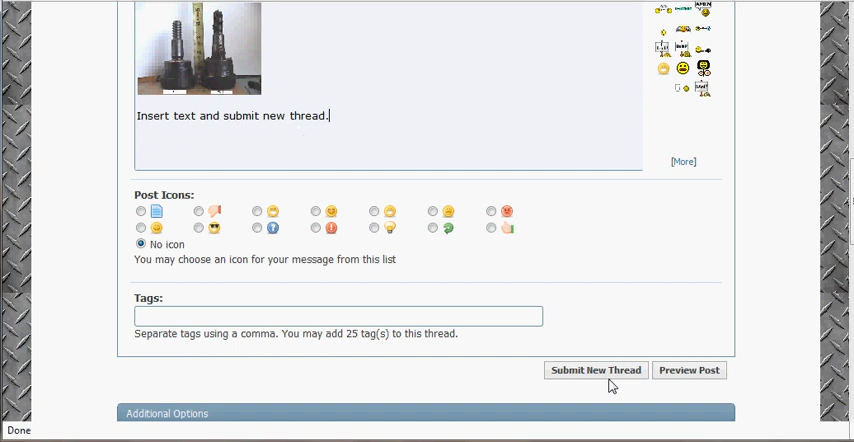 Insert text and submit new thread.
[More]
Post Icons:
No icon
You may choose an icon for your message from this list
Tags:
Separate tags using a comma. You may add 25 tag(s) to this thread.
Submit New Thread
Preview Post
Additional Options
Done